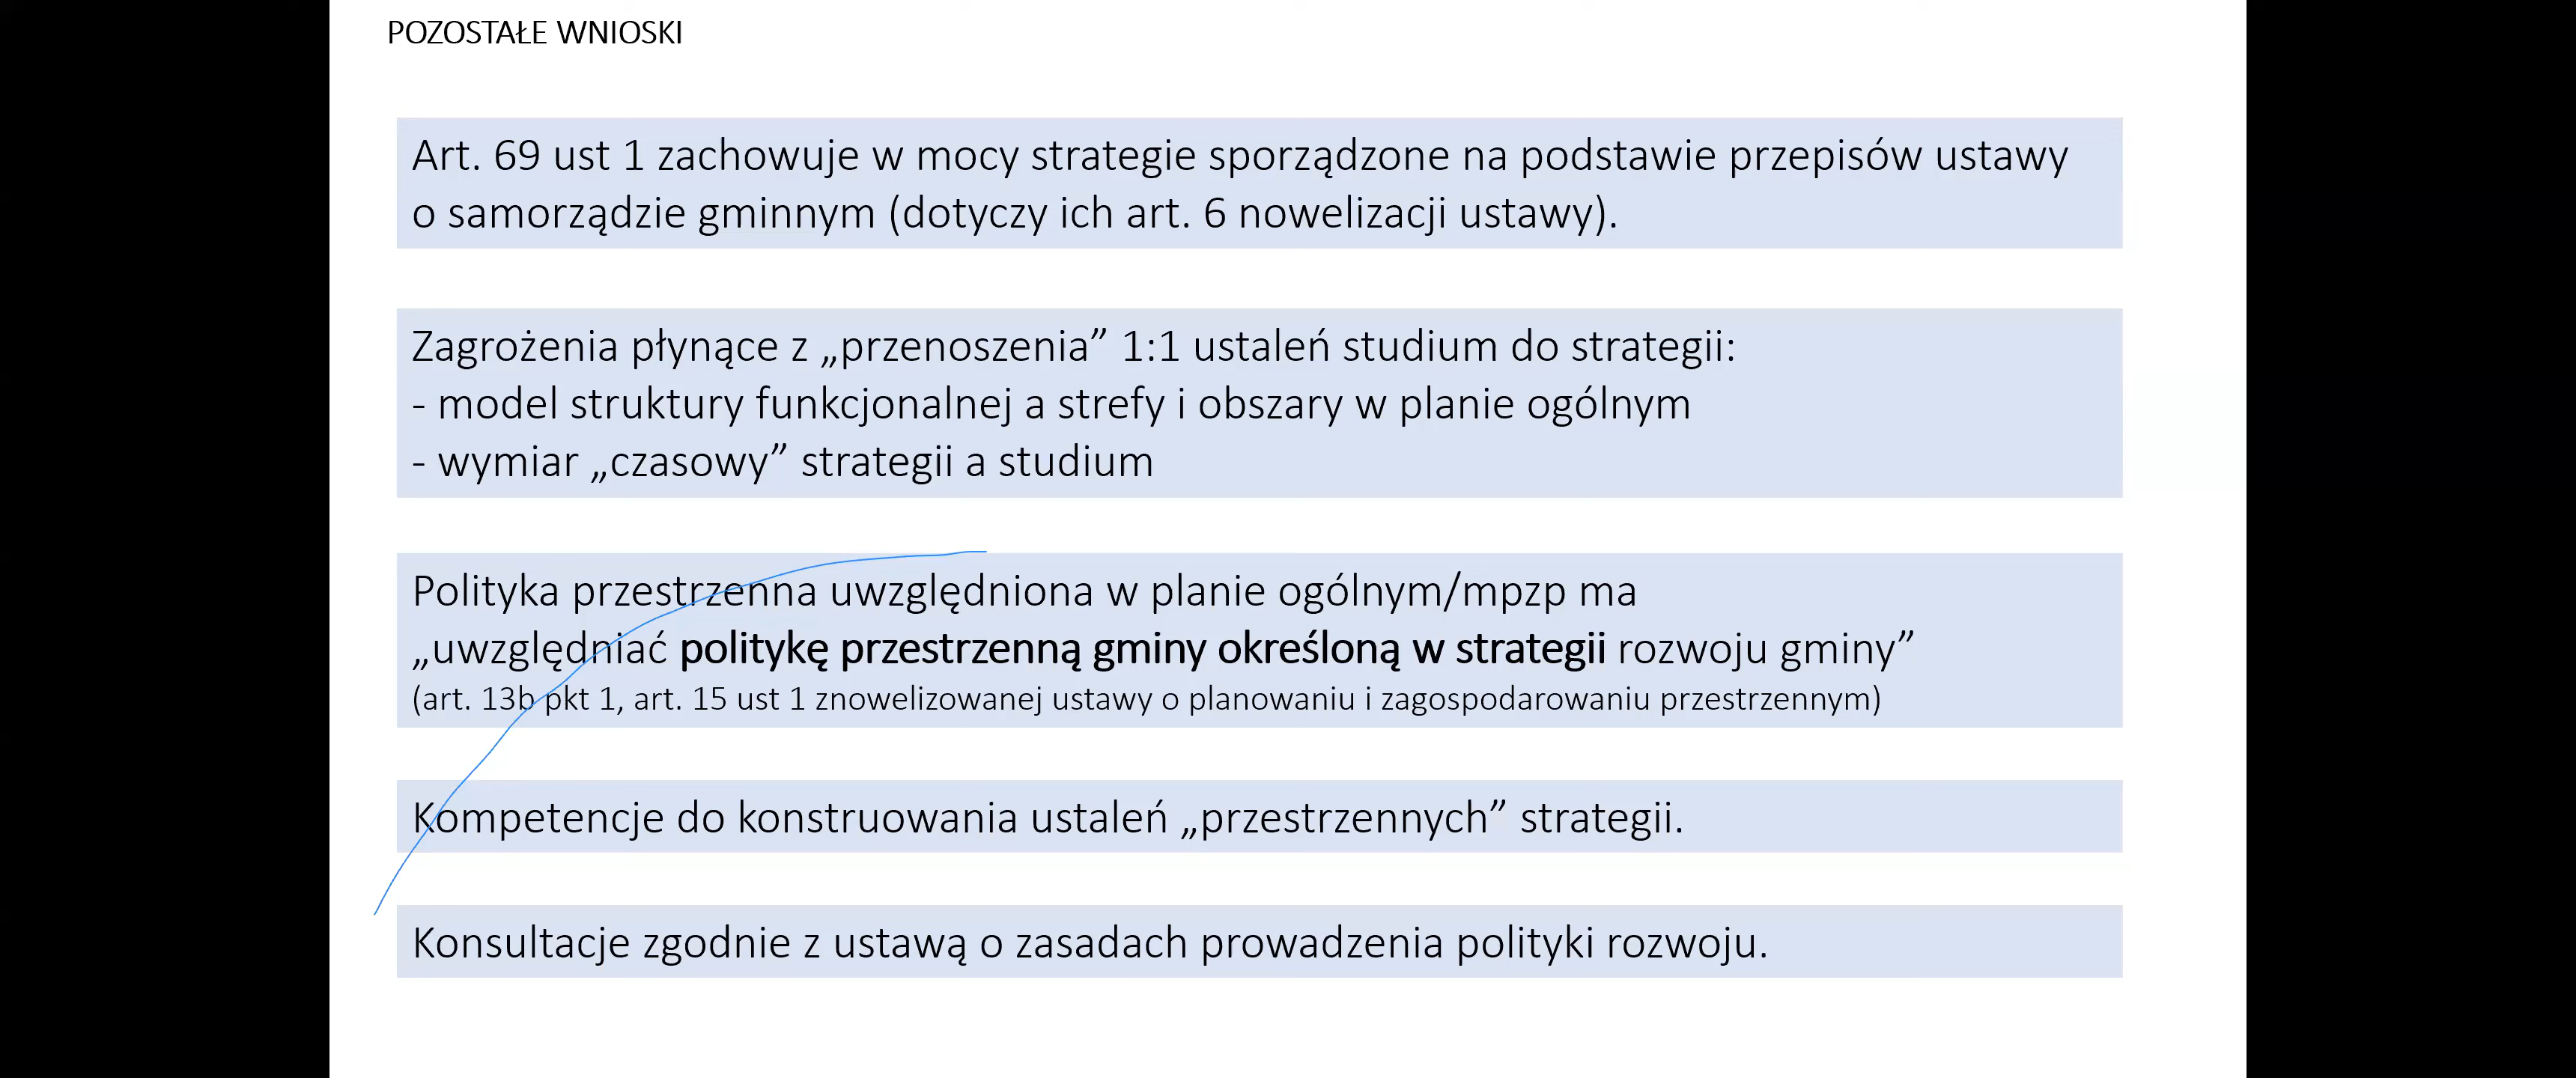 POZOSTAŁE WNIOSKI
Art. 69 ust 1 zachowuje w mocy strategie sporządzone na podstawie przepisów ustawy
o samorządzie gminnym (dotyczy ich art. 6 nowelizacji ustawy).
Zagrożenia płynące z „przenoszenia” 1:1 ustaleń studium do strategii:
- model struktury funkcjonalnej a strefy i obszary w planie ogólnym
- wymiar „czasowy” strategii a studium
Polityka przestrzenna uwzględniona w planie ogólnym/mpzp ma
„uwzględniać politykę przestrzenną gminy określoną w strategii rozwoju gminy”
(art. 13b pkt 1, art. 15 ust 1 znowelizowanej ustawy o planowaniu i zagospodarowaniu przestrzennym)
Kompetencje do konstruowania ustaleń „przestrzennych” strategii.
Konsultacje zgodnie z ustawą o zasadach prowadzenia polityki rozwoju.